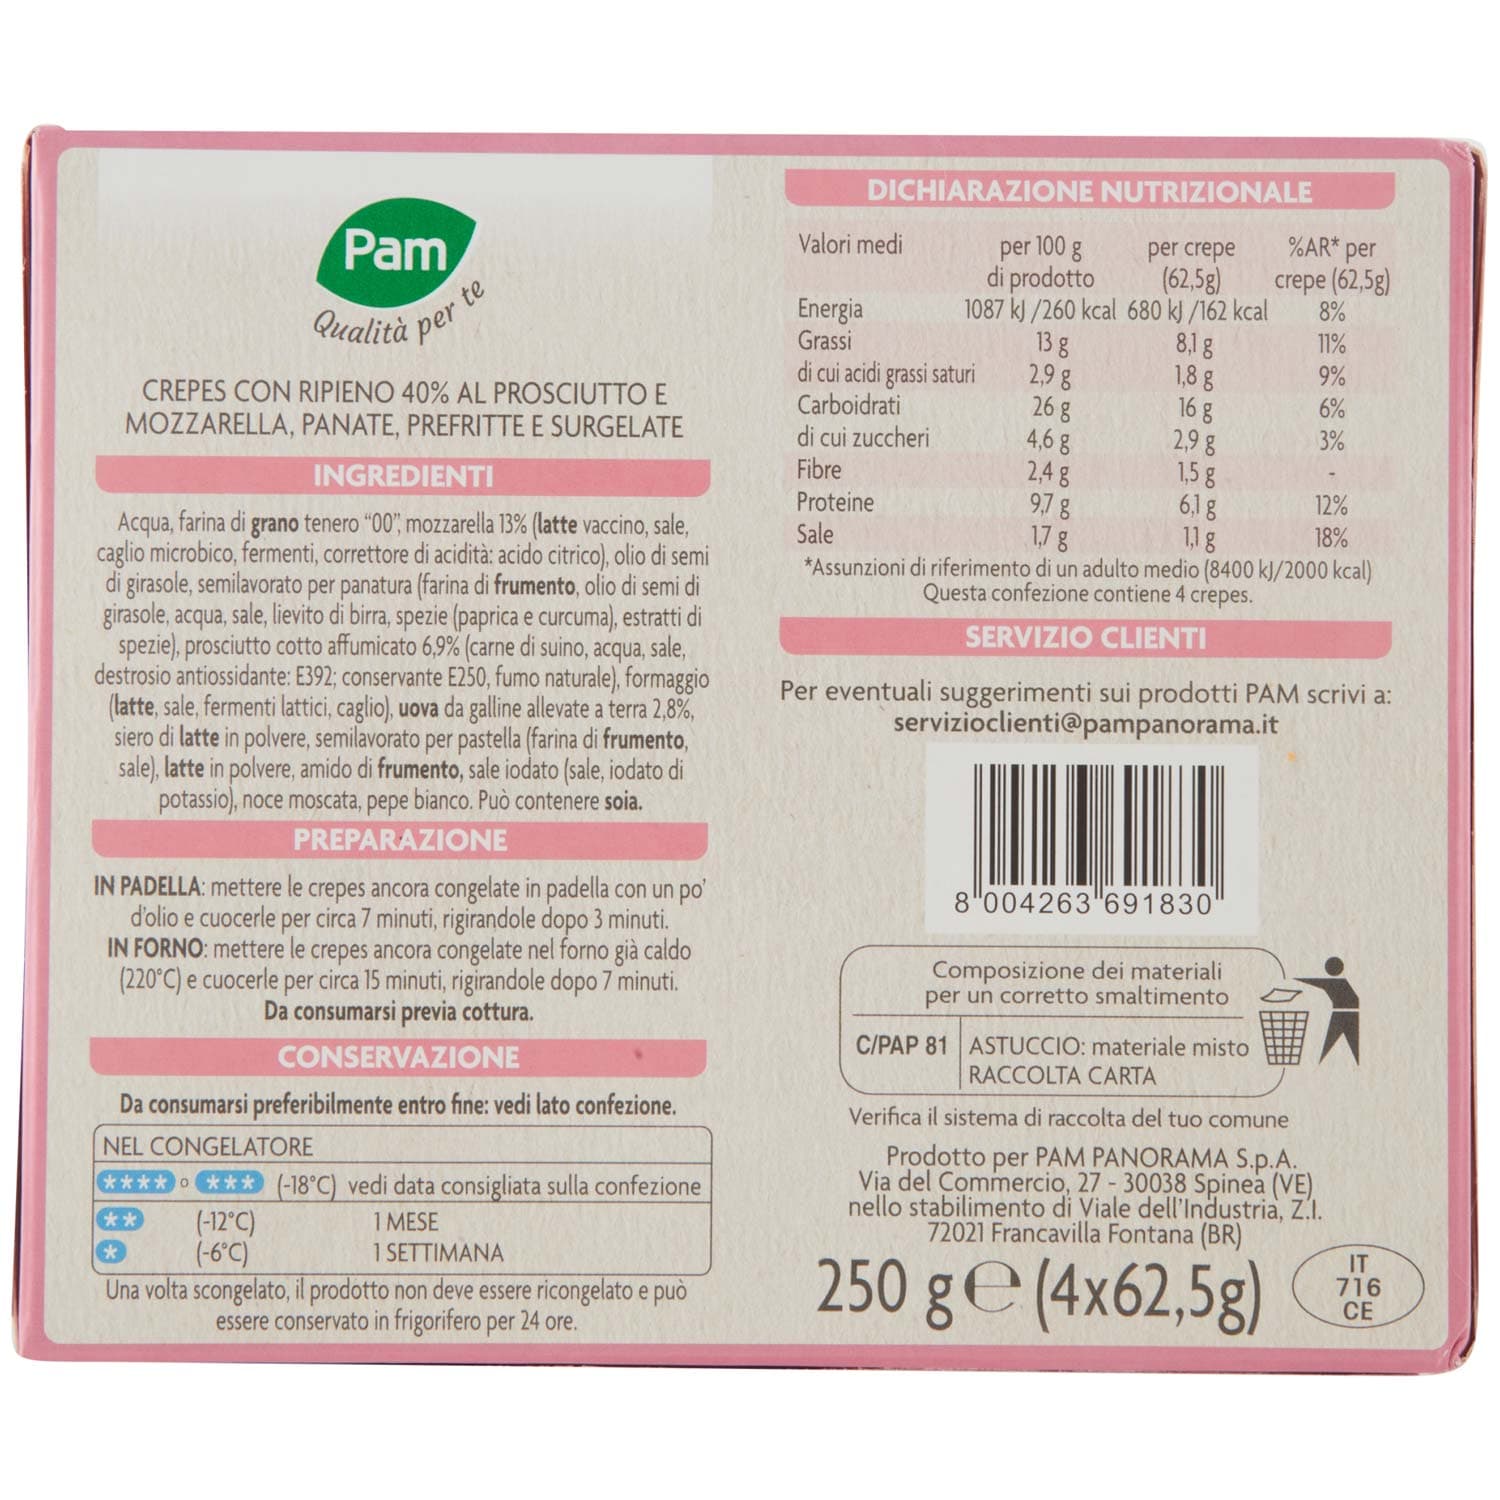 Pam
Qualità per te
CREPES CON RIPIENO 40% AL PROSCIUTTO E
MOZZARELLA, PANATE, PREFRITTE E SURGELATE
INGREDIENTI
Acqua, farina di grano tenero “00”, mozzarella 13% (latte vaccino, sale,
caglio microbico, fermenti, correttore di acidità: acido citrico), olio di semi
di girasole, semilavorato per panatura (farina di frumento, olio di semi di
girasole, acqua, sale, lievito di birra, spezie (paprica e curcuma), estratti di
spezie), prosciutto cotto affumicato 6,9% (carne di suino, acqua, sale,
destrosio antiossidante: E392; conservante E250, fumo naturale), formaggio
(latte, sale, fermenti lattici, caglio), uova da galline allevate a terra 2,8%,
siero di latte in polvere, semilavorato per pastella (farina di frumento,
sale), latte in polvere, amido di frumento, sale iodato (sale, iodato di
potassio), noce moscata, pepe bianco. Può contenere soia.
PREPARAZIONE
IN PADELLA: mettere le crepes ancora congelate in padella con un po'
d'olio e cuocerle per circa 7 minuti, rigirandole dopo 3 minuti.
IN FORNO: mettere le crepes ancora congelate nel forno già caldo
(220°C) e cuocerle per circa 15 minuti, rigirandole dopo 7 minuti.
Da consumarsi previa cottura.
CONSERVAZIONE
Da consumarsi preferibilmente entro fine: vedi lato confezione.
NEL CONGELATORE
**** o *** (-18°C) vedi data consigliata sulla confezione
** (-12°C) 1 MESE
* (-6°C) 1 SETTIMANA
Una volta scongelato, il prodotto non deve essere ricongelato e può
essere conservato in frigorifero per 24 ore.
DICHIARAZIONE NUTRIZIONALE
Valori medi per 100 g per crepe %AR* per
di prodotto (62,5g) crepe (62,5g)
Energia 1087 kJ /260 kcal 680 kJ /162 kcal 8%
Grassi 13 g 8,1 g 11%
di cui acidi grassi saturi 2,9 g 1,8 g 9%
Carboidrati 26 g 16 g 6%
di cui zuccheri 4,6 g 2,9 g 3%
Fibre 2,4 g 1,5 g -
Proteine 9,7 g 6,1 g 12%
Sale 1,7 g 1,1 g 18%
*Assunzioni di riferimento di un adulto medio (8400 kJ/2000 kcal)
Questa confezione contiene 4 crepes.
SERVIZIO CLIENTI
Per eventuali suggerimenti sui prodotti PAM scrivi a:
servizioclienti@pampanorama.it
8 004263 691830
Composizione dei materiali
per un corretto smaltimento
C/PAP 81 ASTUCCIO: materiale misto
RACCOLTA CARTA
Verifica il sistema di raccolta del tuo comune
Prodotto per PAM PANORAMA S.p.A.
Via del Commercio, 27 - 30038 Spinea (VE)
nello stabilimento di Viale dell'Industria, Z.I.
72021 Francavilla Fontana (BR)
250 g e (4x62,5g)
IT
716
CE